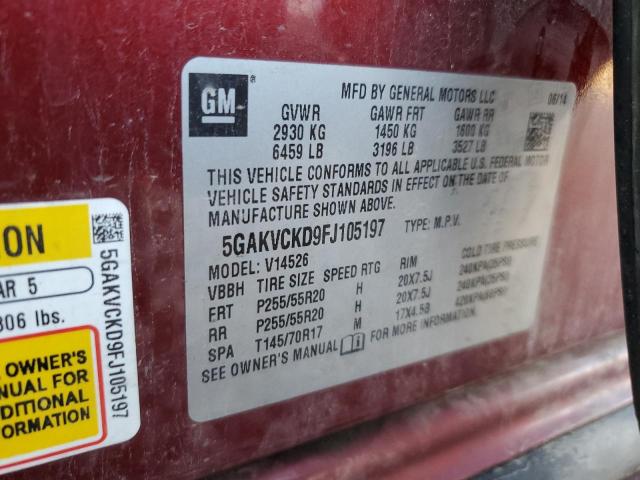 GM
MFD BY GENERAL MOTORS LLC 06/14
GVWR GAWR FRT GAWR RR
2930 KG 1450 KG 1600 KG
6459 LB 3196 LB 3527 LB
THIS VEHICLE CONFORMS TO ALL APPLICABLE U.S. FEDERAL MOTOR
VEHICLE SAFETY STANDARDS IN EFFECT ON THE DATE OF
MANUFACTURE SHOWN ABOVE.
5GAKVCKD9FJ105197 TYPE: M.P.V.
MODEL: V14526
VBBH TIRE SIZE SPEED RTG RIM COLD TIRE PRESSURE
FRT P255/55R20 H 20X7.5J 240KPA(35PSI)
RR P255/55R20 H 20X7.5J 240KPA(35PSI)
SPA T145/70R17 M 17X4.5B 420KPA(60PSI)
SEE OWNER'S MANUAL FOR MORE INFORMATION.
ION
AR 5
806 lbs.
OWNER'S
NUAL FOR
DITIONAL
FORMATION
5GAKVCKD9FJ105197